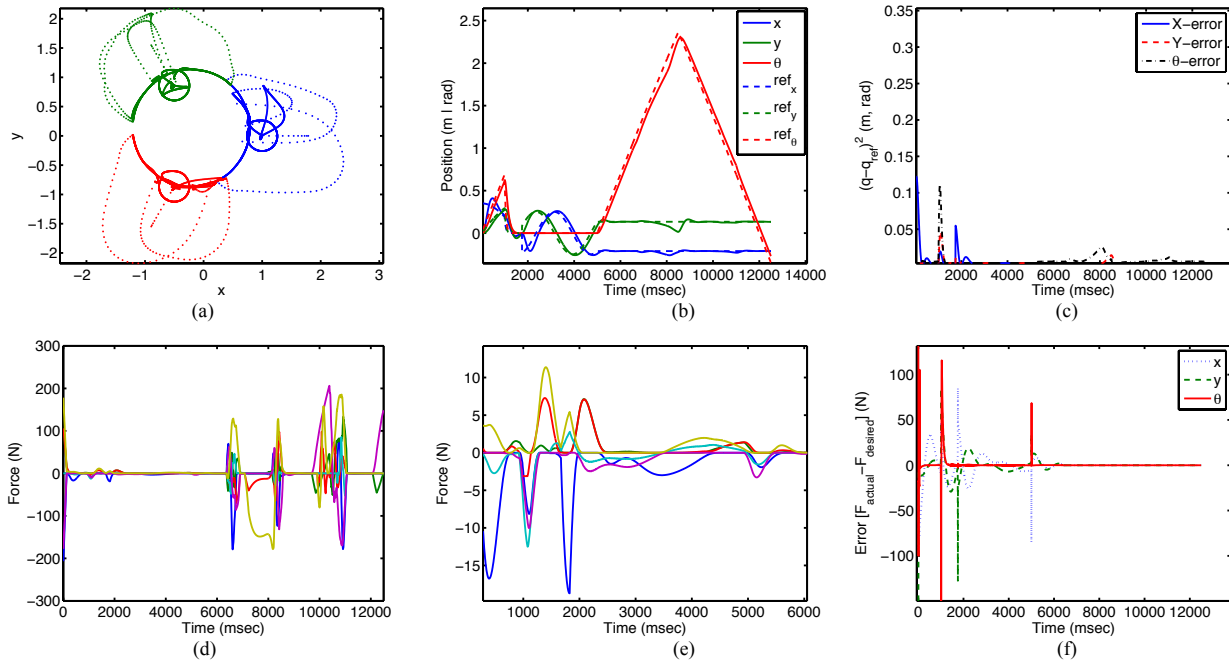 2
1.5
1
0.5
0
−0.5
−1
−1.5
−2
y
−2 −1 0 1 2 3
x
(a)
2.5
2
1.5
1
0.5
0
Position (m | rad)
0 2000 4000 6000 8000 10000 12000 14000
Time (msec)
x
y
θ
ref_x
ref_y
ref_θ
(b)
0.35
0.3
0.25
0.2
0.15
0.1
0.05
(q−q_ref)^2 (m, rad)
0 2000 4000 6000 8000 10000 12000
Time (msec)
X−error
Y−error
θ−error
(c)
300
200
100
0
−100
−200
−300
Force (N)
0 2000 4000 6000 8000 10000 12000
Time (msec)
(d)
10
5
0
−5
−10
−15
Force (N)
1000 2000 3000 4000 5000 6000
Time (msec)
(e)
100
50
0
−50
−100
Error [F_actual−F_desired] (N)
0 2000 4000 6000 8000 10000 12000
Time (msec)
x
y
θ
(f)